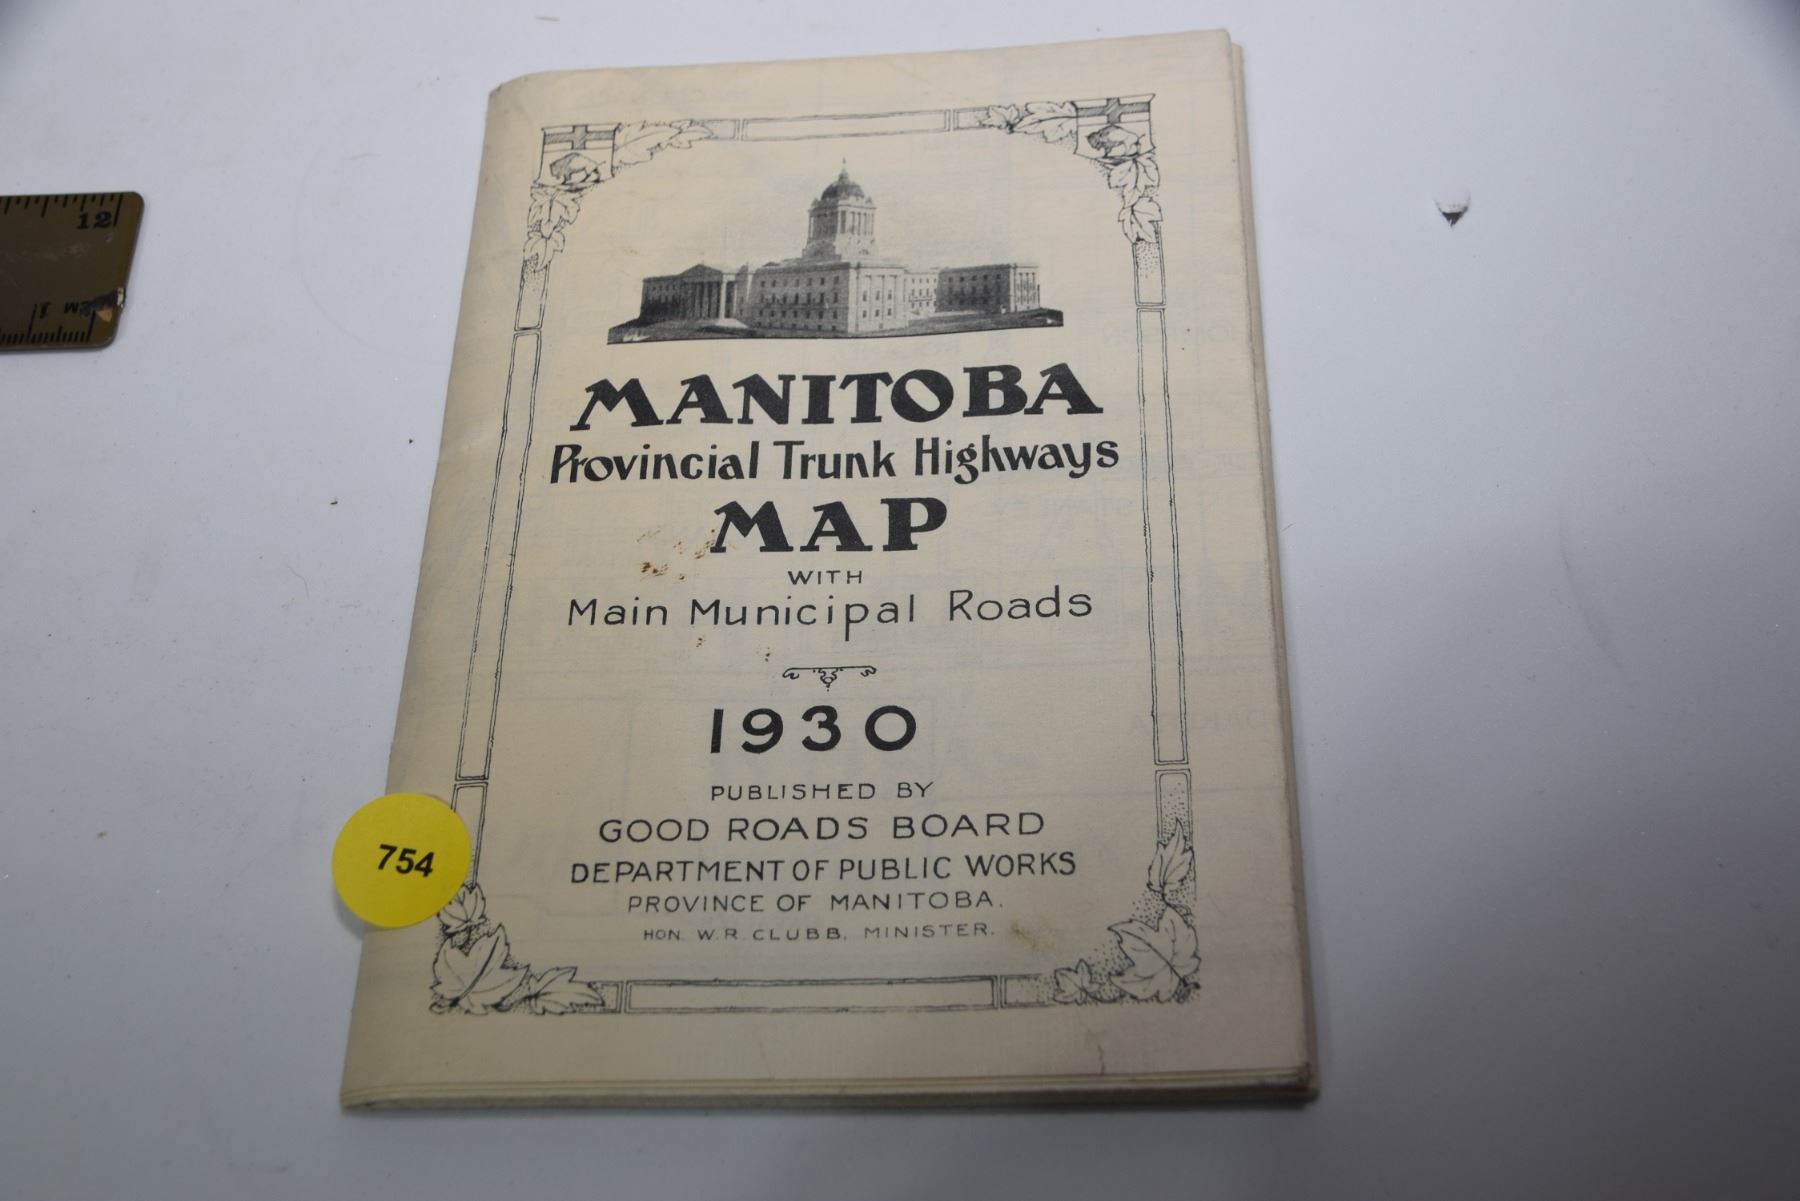 MANITOBA
Provincial Trunk Highways
MAP
WITH
Main Municipal Roads
1930
PUBLISHED BY
GOOD ROADS BOARD
DEPARTMENT OF PUBLIC WORKS
PROVINCE OF MANITOBA.
HON. W.R. CLUBB, MINISTER.
754
12